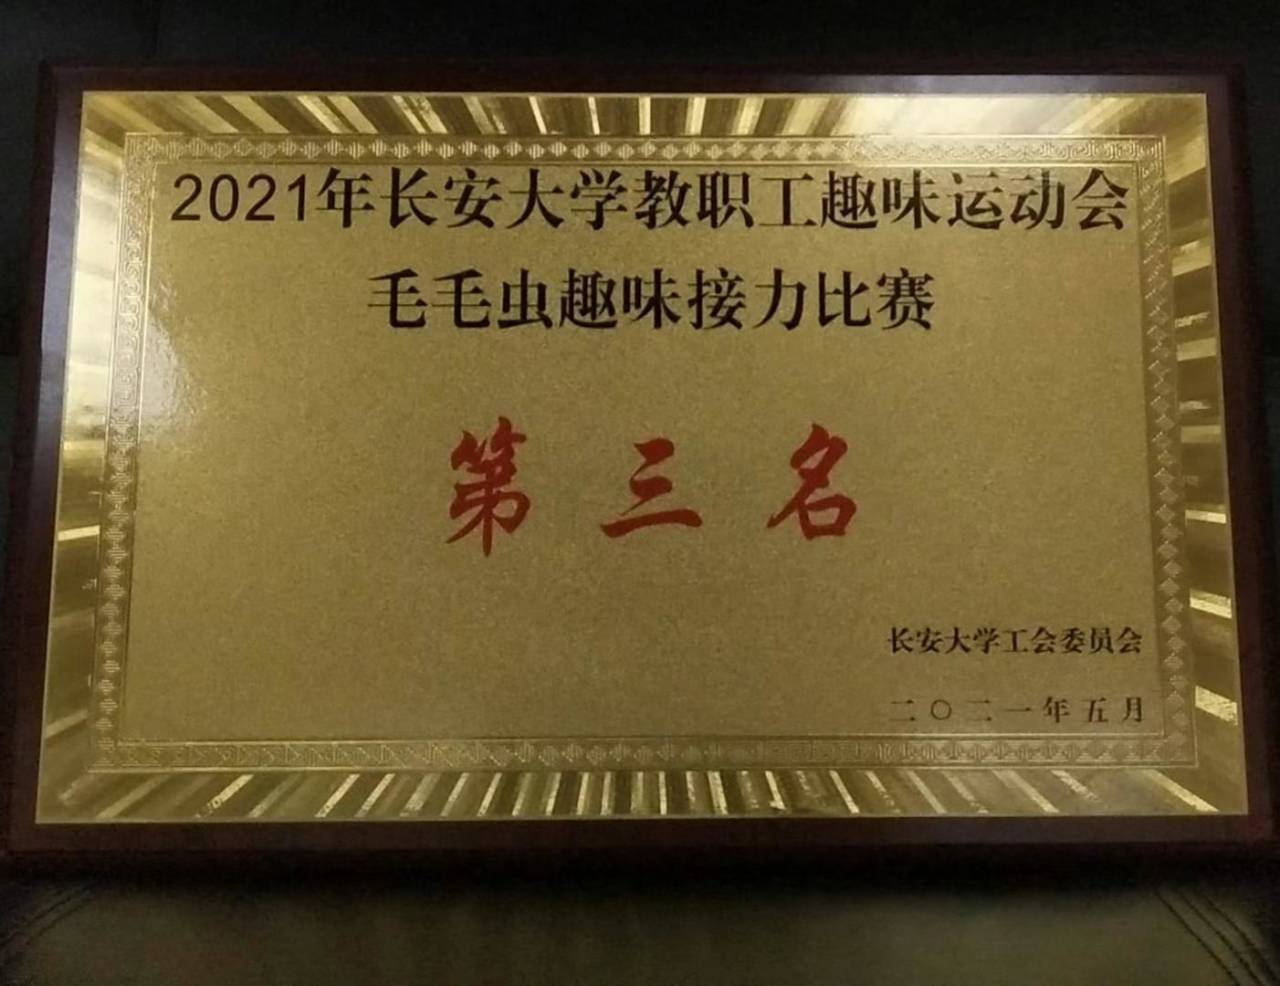 2021年长安大学教职工趣味运动会
毛毛虫趣味接力比赛
第三名
长安大学工会委员会
二〇二一年五月